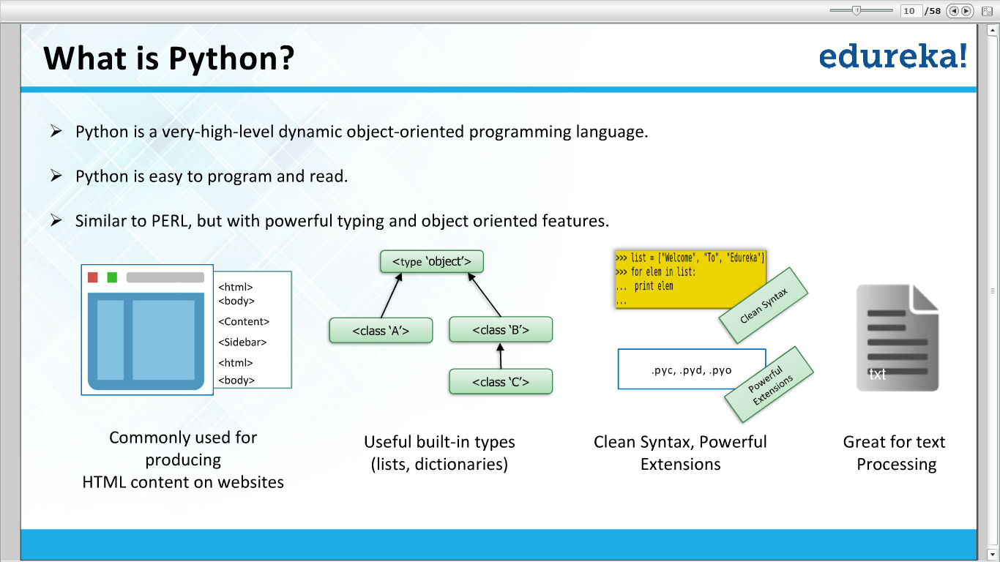 10 /58
What is Python?
edureka!
Python is a very-high-level dynamic object-oriented programming language.
Python is easy to program and read.
Similar to PERL, but with powerful typing and object oriented features.
<html>
<body>
<Content>
<Sidebar>
<html>
<body>
Commonly used for
producing
HTML content on websites
<type ‘object’>
<class ‘A’>
<class ‘B’>
<class ‘C’>
Useful built-in types
(lists, dictionaries)
>>> list = ["Welcome", "To", "Edureka"]
>>> for elem in list:
... print elem
...
Clean Syntax
.pyc, .pyd, .pyo
Powerful
Extensions
Clean Syntax, Powerful
Extensions
txt
Great for text
Processing